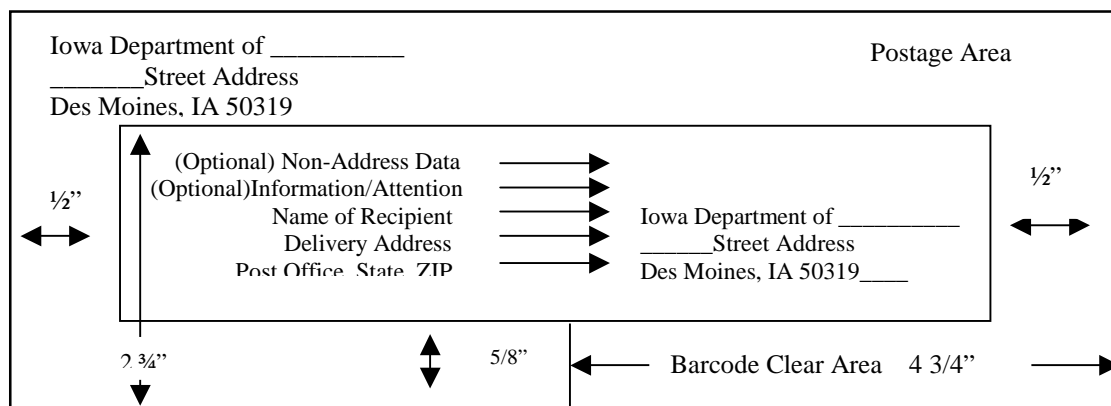 Iowa Department of __________
_______Street Address
Des Moines, IA 50319
Postage Area
(Optional) Non-Address Data
(Optional)Information/Attention
Name of Recipient
Delivery Address
Post Office, State, ZIP
Iowa Department of __________
______Street Address
Des Moines, IA 50319____
½”
½”
2 ¾”
5/8”
Barcode Clear Area 4 3/4”